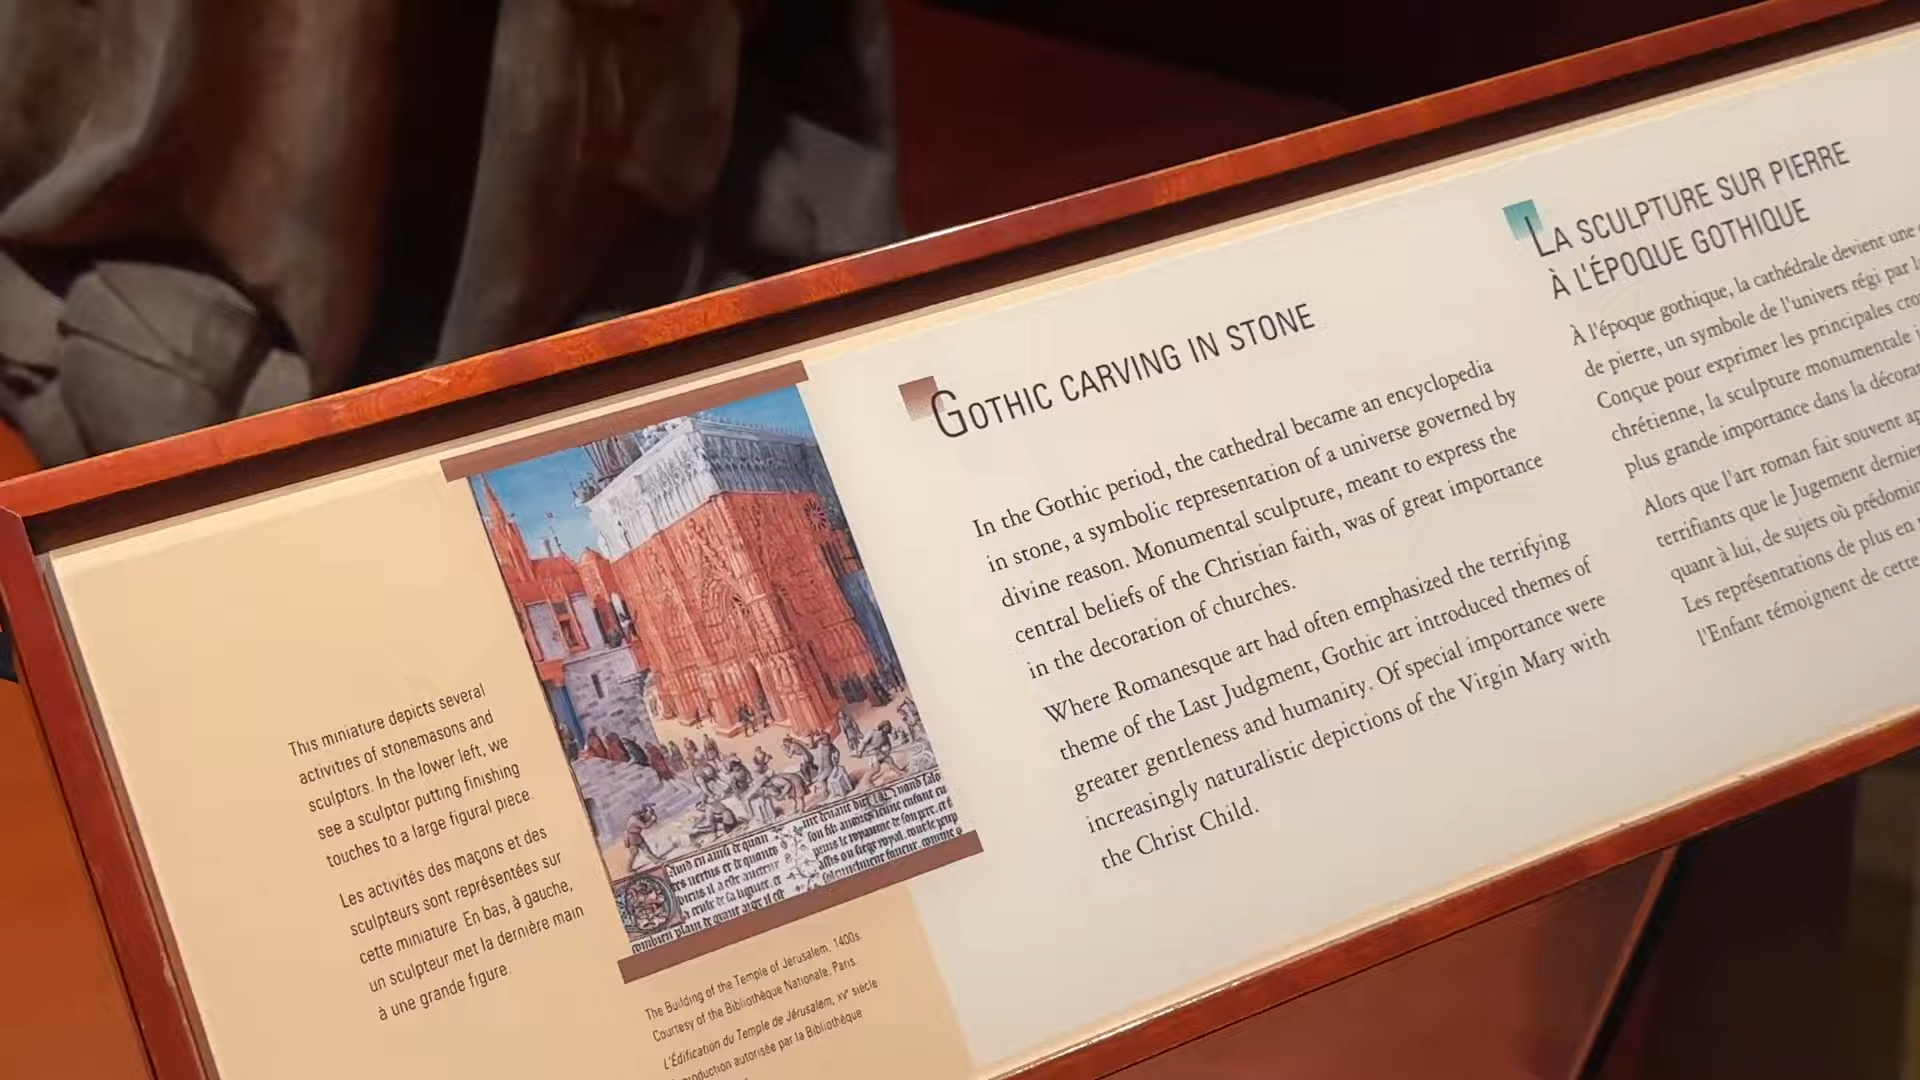 This miniature depicts several
activities of stonemasons and
sculptors. In the lower left, we
see a sculptor putting finishing
touches to a large figural piece.
Les activités des maçons et des
sculpteurs sont représentées sur
cette miniature. En bas, à gauche,
un sculpteur met la dernière main
à une grande figure.
The Building of the Temple of Jerusalem, 1400s.
Courtesy of the Bibliothèque Nationale, Paris.
L'Édification du Temple de Jérusalem, XVe siècle.
autorisée par la Bibliothèque
GOTHIC CARVING IN STONE
In the Gothic period, the cathedral became an encyclopedia
in stone, a symbolic representation of a universe governed by
divine reason. Monumental sculpture, meant to express the
central beliefs of the Christian faith, was of great importance
in the decoration of churches.
Where Romanesque art had often emphasized the terrifying
theme of the Last Judgment, Gothic art introduced themes of
greater gentleness and humanity. Of special importance were
increasingly naturalistic depictions of the Virgin Mary with
the Christ Child.
LA SCULPTURE SUR PIERRE
À L'ÉPOQUE GOTHIQUE
À l'époque gothique, la cathédrale devient une
de pierre, un symbole de l'univers régi par
Conçue pour exprimer les principales
chrétienne, la sculpture monumentale
plus grande importance dans la
Alors que l'art roman fait souvent
terrifiants que le Jugement dernier
quant à lui, de sujets où
Les représentations de plus en
l'Enfant témoignent de cette